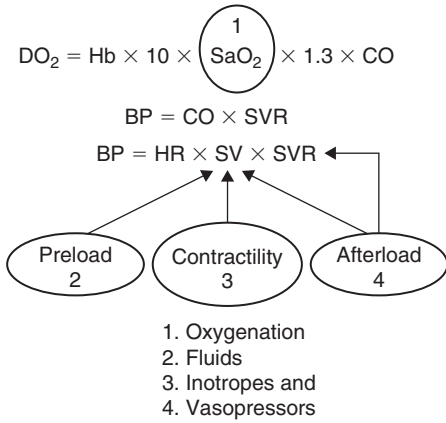 1
DO₂ = Hb × 10 × SaO₂ × 1.3 × CO
BP = CO × SVR
BP = HR × SV × SVR
Preload
2
Contractility
3
Afterload
4
1. Oxygenation
2. Fluids
3. Inotropes and
4. Vasopressors